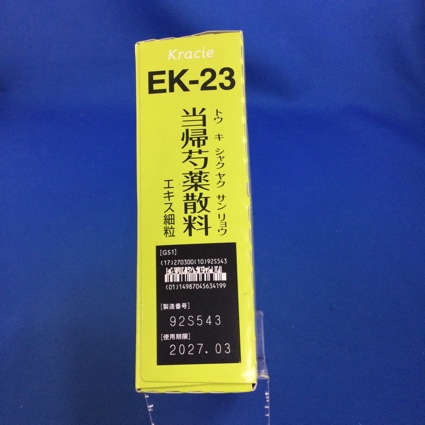 Kracie
EK-23
当帰芍薬散料
トウ キ シャク ヤク サン リョウ
エキス細粒
[GS1]
(17)270300(10)92S543
(01)14987045634199
[製造番号]
92S543
[使用期限]
2027.03